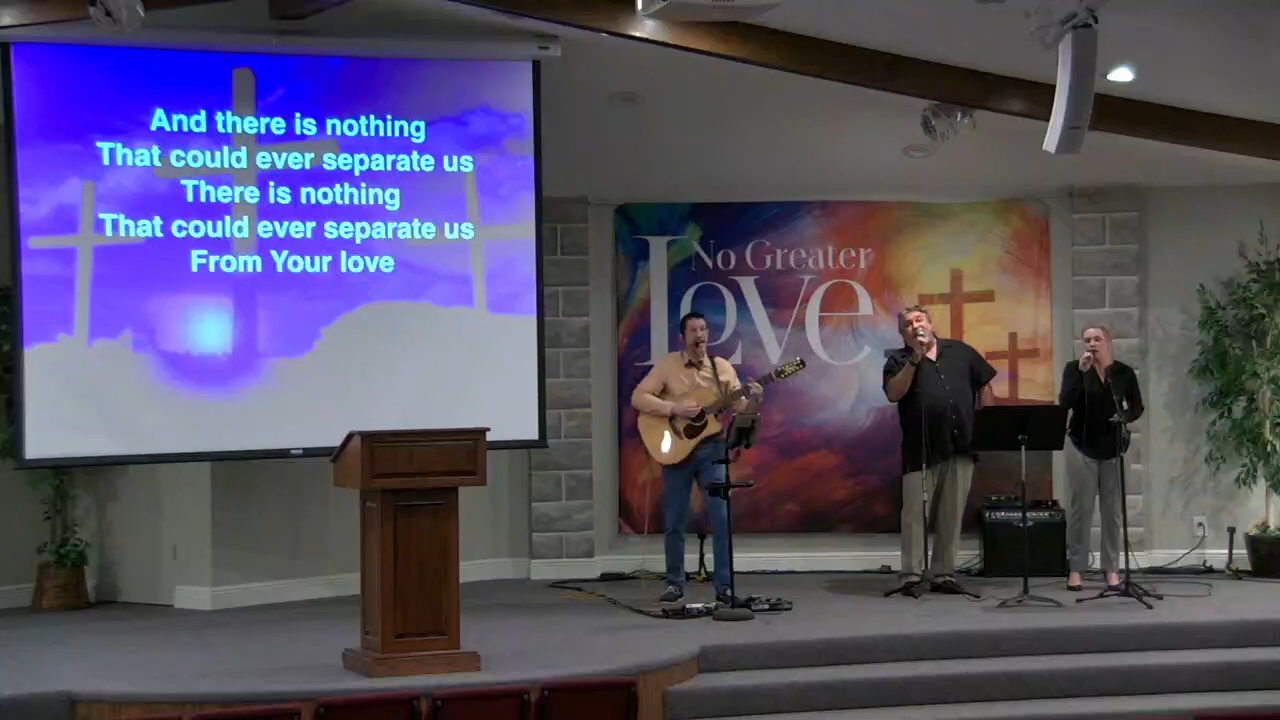 And there is nothing
That could ever separate us
There is nothing
That could ever separate us
From Your love
No Greater
Love